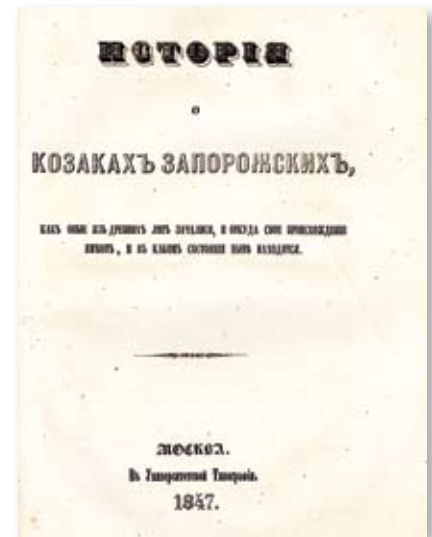 ИСТОРІЯ
О
КОЗАКАХЪ ЗАПОРОЖСКИХЪ,
КАКЪ ОНЫЕ ИЗЪ ДРЕВНИХЪ ЛѢТЪ ЗАЧАЛИСЯ, И ОТКУДА СВОЕ ПРОИСХОЖДЕНІЕ
ИМѢЮТЪ, И ВЪ КАКОМЪ СОСТОЯНІИ НЫНѢ НАХОДЯТСЯ.
МОСКВА.
Въ Университетской Типографіи.
1847.